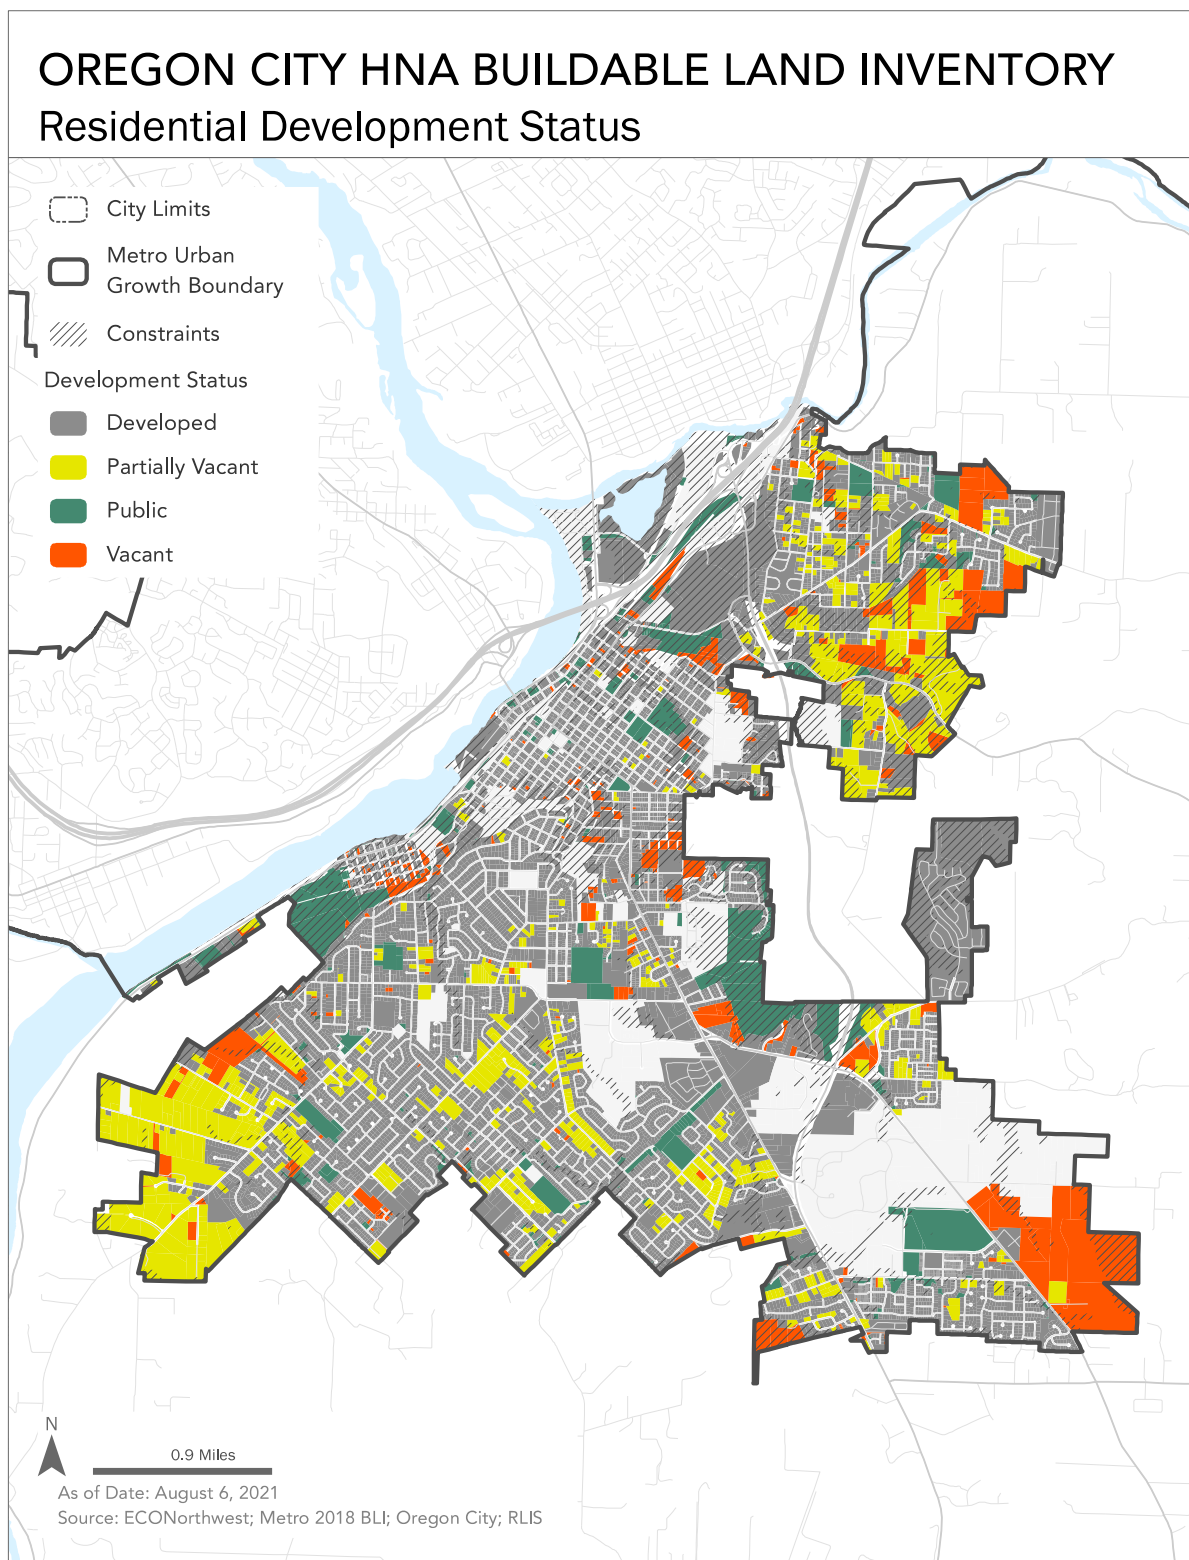 OREGON CITY HNA BUILDABLE LAND INVENTORY
Residential Development Status
City Limits
Metro Urban
Growth Boundary
Constraints
Development Status
Developed
Partially Vacant
Public
Vacant
N
0.9 Miles
As of Date: August 6, 2021
Source: ECONorthwest; Metro 2018 BLI; Oregon City; RLIS